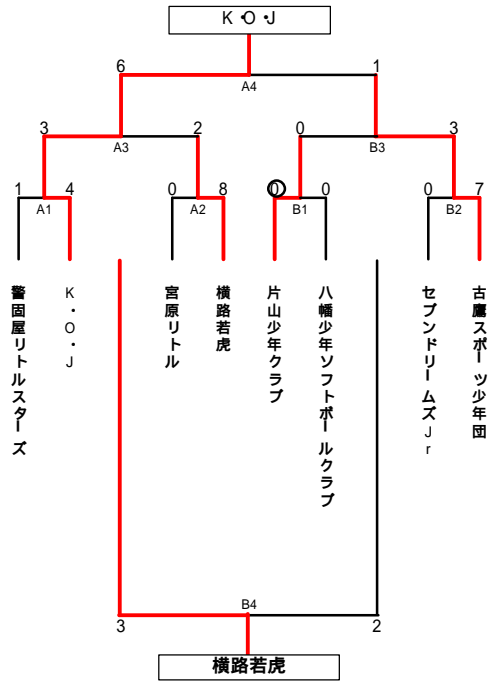 K・O・J
6 1
A4
3 2 0 3
A3 B3
1 4 0 8 0 0 0 7
A1 A2 B1 B2
警固屋リトルスターズ
K・O・J
宮原リトル
横路若虎
片山少年クラブ
八幡少年ソフトボールクラブ
セブンドリームズJr
古鷹スポーツ少年団
B4
3 2
横路若虎